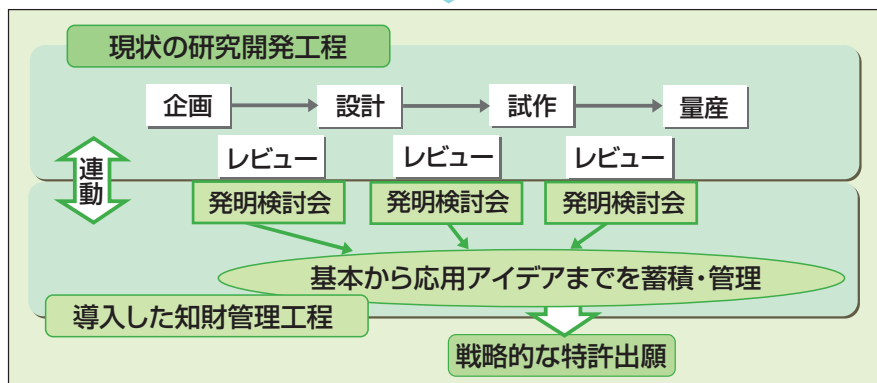 現状の研究開発工程
企画
設計
試作
量産
レビュー
レビュー
レビュー
連動
発明検討会
発明検討会
発明検討会
基本から応用アイデアまでを蓄積・管理
導入した知財管理工程
戦略的な特許出願